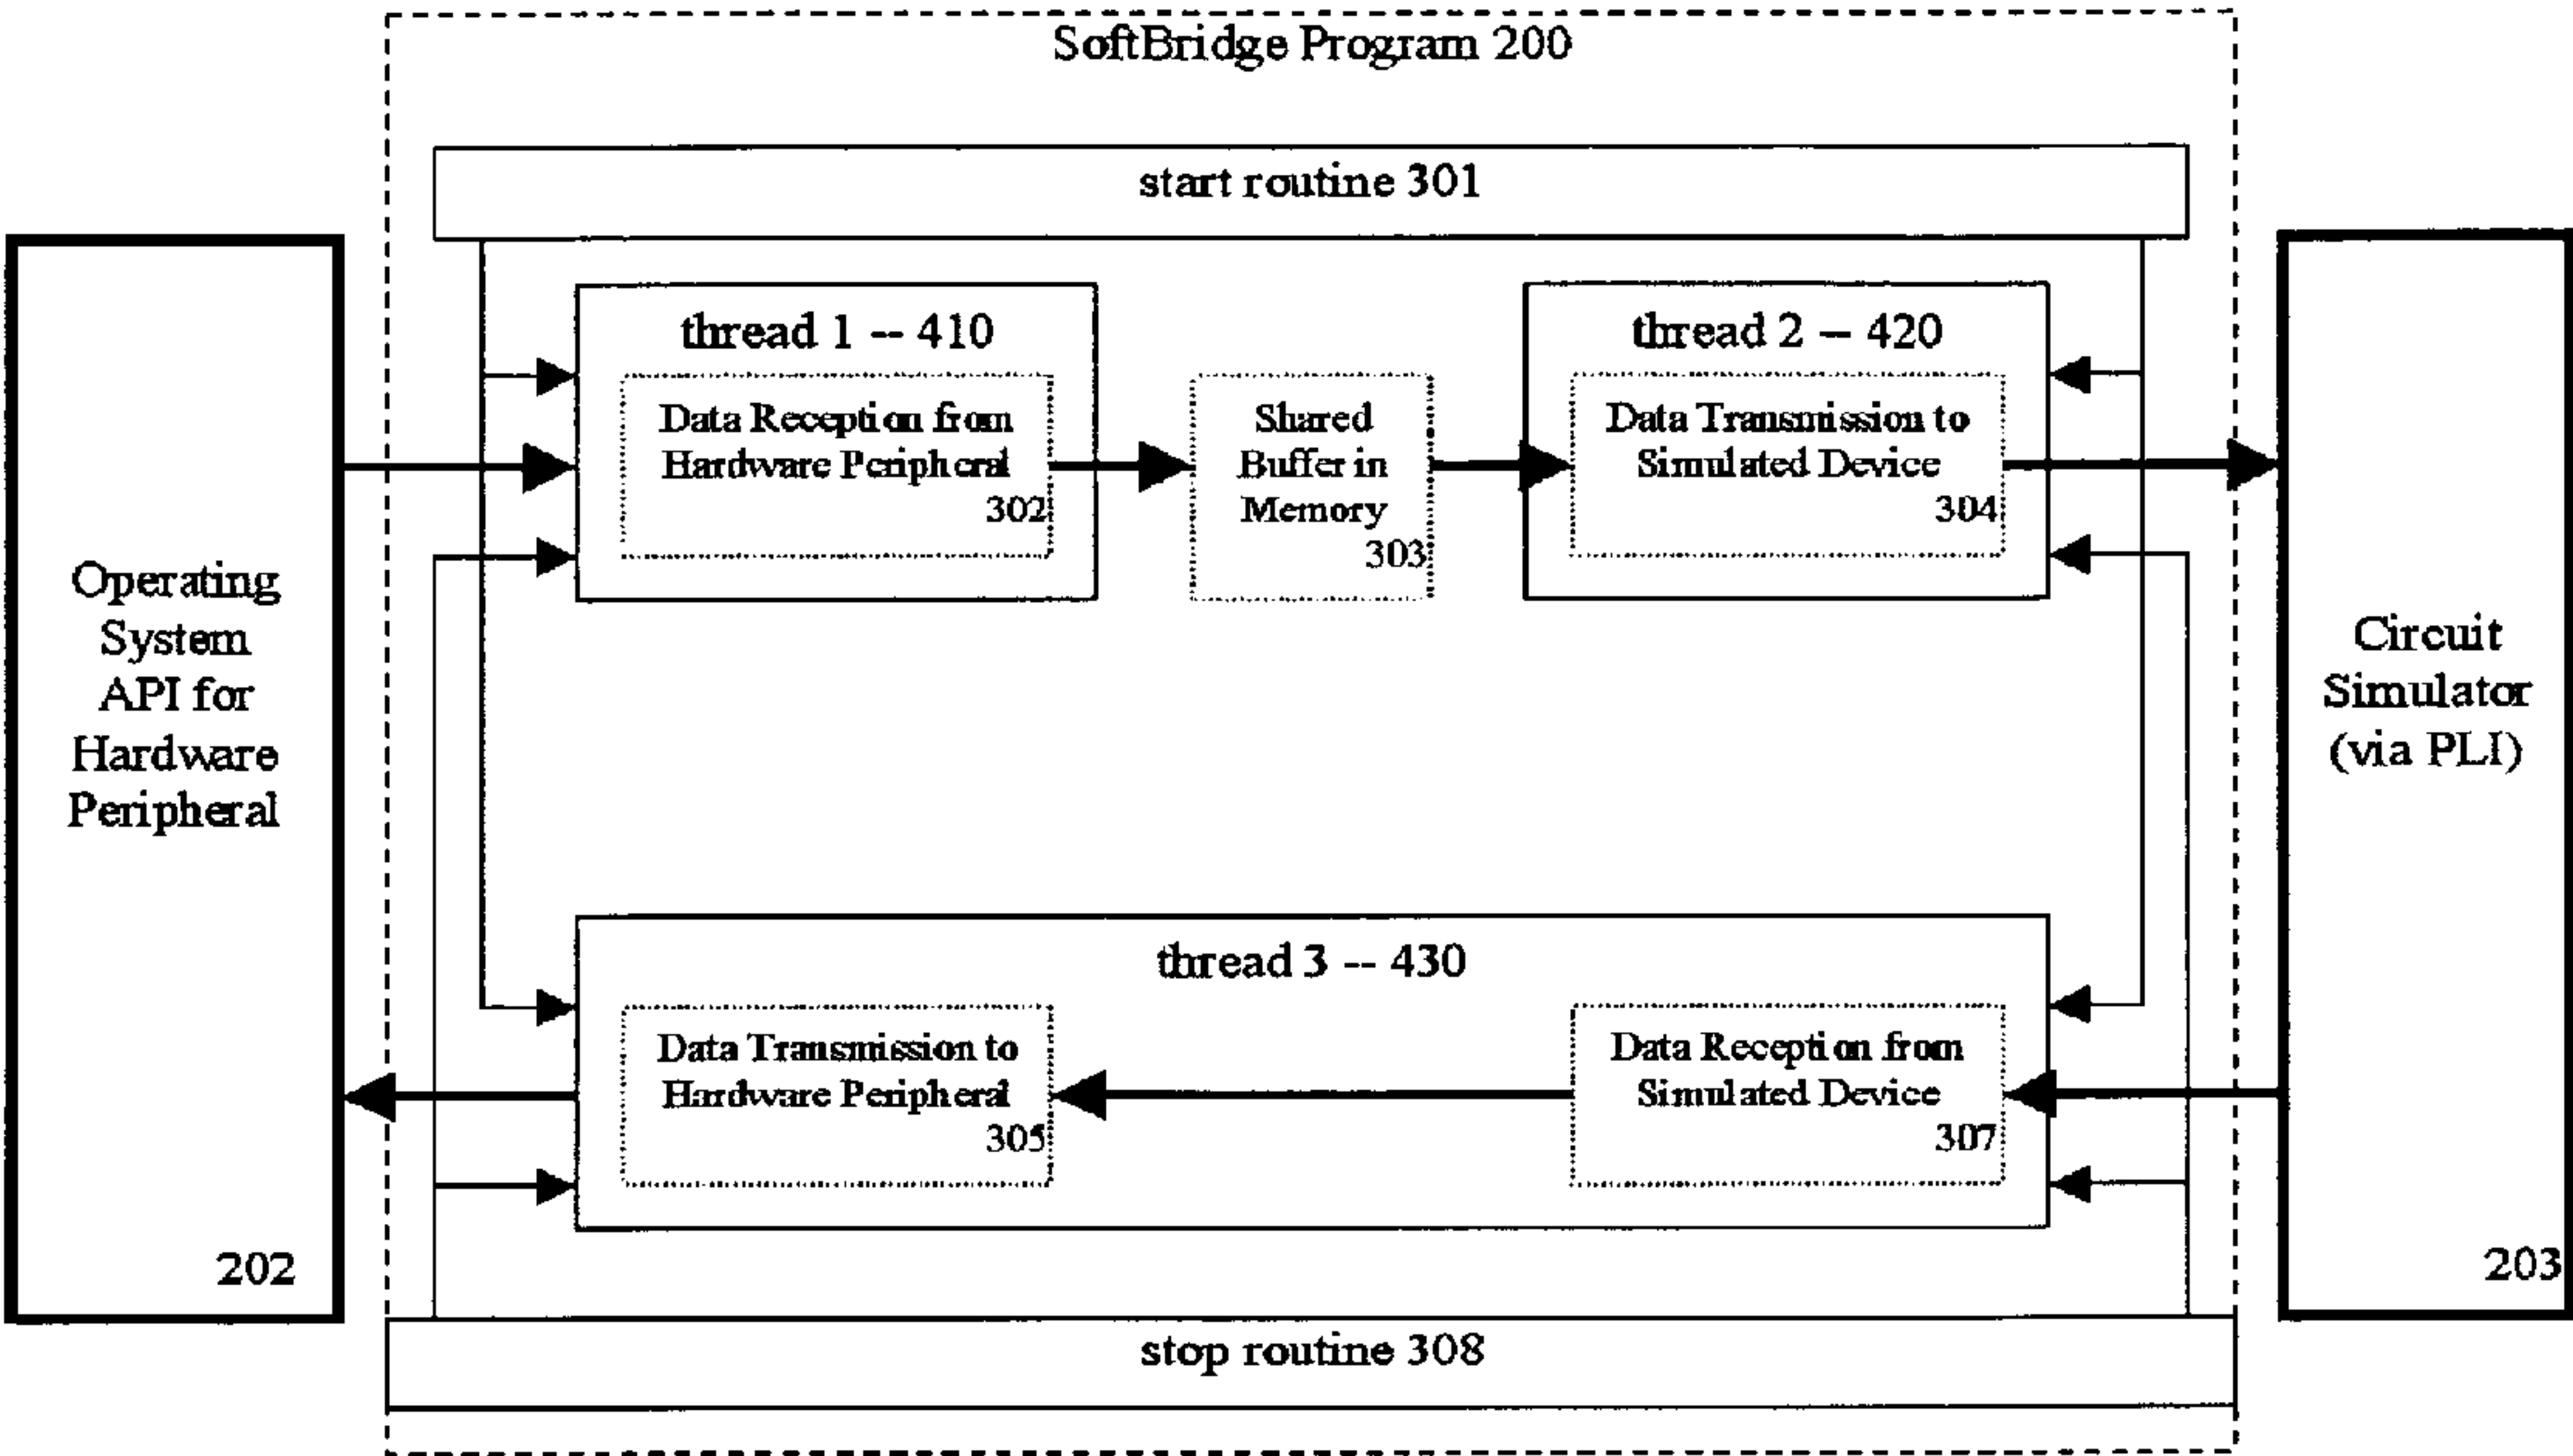 SoftBridge Program 200
start routine 301
Operating
System
API for
Hardware
Peripheral
202
thread 1 -- 410
Data Reception from
Hardware Peripheral
302
Shared
Buffer in
Memory
303
thread 2 -- 420
Data Transmission to
Simulated Device
304
thread 3 -- 430
Data Transmission to
Hardware Peripheral
305
Data Reception from
Simulated Device
307
Circuit
Simulator
(via PLI)
203
stop routine 308